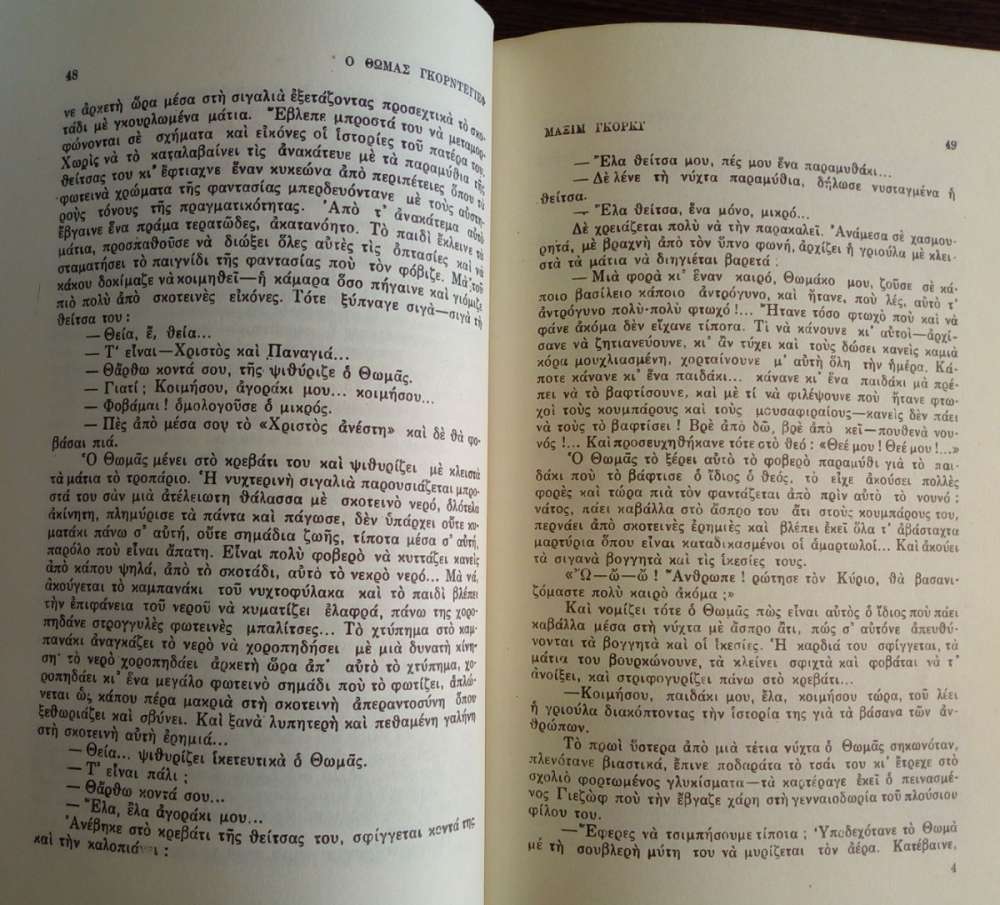 48
Ο ΘΩΜΑΣ ΓΚΟΡΝΤΕΓΙΕΦ
νε ἀρκετὴ ὥρα μέσα στὴ σιγαλιὰ ἐξετάζοντας προσεχτικὰ τὸ σκο-
τάδι μὲ γκουρλωμένα μάτια. Ἔβλεπε μπροστά του νὰ μεταμορ-
φώνονται σὲ σχήματα καὶ εἰκόνες οἱ ἱστορίες τοῦ πατέρα του.
Χωρὶς νὰ τὸ καταλαβαίνει τὶς ἀνακάτευε μὲ τὰ παραμύθια τῆς
θείτσας του κι᾿ ἔφτιαχνε ἕναν κυκεώνα ἀπὸ περιπέτειες ὅπου τὰ
φωτεινὰ χρώματα τῆς φαντασίας μπερδευόντανε μὲ τοὺς αὐστη-
ροὺς τόνους τῆς πραγματικότητας. Ἀπὸ τ᾿ ἀνακάτεμα αὐτὸ
ἔβγαινε ἕνα πράμα τερατῶδες, ἀκατανόητο. Τὸ παιδὶ ἔκλεινε τὰ
μάτια, προσπαθοῦσε νὰ διώξει ὅλες αὐτὲς τὶς ὀπτασίες καὶ νὰ
σταματήσει τὸ παιγνίδι τῆς φαντασίας ποὺ τὸν φόβιζε. Μὰ τοῦ
κάκου δοκίμαζε νὰ κοιμηθεῖ—ἡ κάμαρα ὅσο πήγαινε καὶ γιόμιζε
πιὸ πολὺ ἀπὸ σκοτεινὲς εἰκόνες. Τότε ξύπναγε σιγὰ—σιγὰ τὴ
θείτσα του :
— Θεία, ἔ, θεία...
— Τ᾿ εἶναι—Χριστὸς καὶ Παναγιά...
— Θἄρθω κοντά σου, τῆς ψιθύριζε ὁ Θωμᾶς.
— Γιατί ; Κοιμήσου, ἀγοράκι μου... κοιμήσου...
— Φοβάμαι ! ὁμολογοῦσε ὁ μικρός.
— Πὲς ἀπὸ μέσα σου τὸ «Χριστὸς ἀνέστη» καὶ δὲ θὰ φο-
βᾶσαι πιά.
Ὁ Θωμᾶς μένει στὸ κρεβάτι του καὶ ψιθυρίζει μὲ κλειστὰ
τὰ μάτια τὸ τροπάριο. Ἡ νυχτερινὴ σιγαλιὰ παρουσιάζεται μπρο-
στά του σὰν μιὰ ἀτέλειωτη θάλασσα μὲ σκοτεινὸ νερό, ὁλότελα
ἀκίνητη, πλημύρισε τὰ πάντα καὶ πάγωσε, δὲν ὑπάρχει οὔτε κυ-
ματάκι πάνω σ᾿ αὐτή, οὔτε σημάδια ζωῆς, τίποτα μέσα σ᾿ αὐτή,
παρόλο ποὺ εἶναι ἄπατη. Εἶναι πολὺ φοβερὸ νὰ κυττάζει κανεὶς
ἀπὸ κάπου ψηλά, ἀπὸ τὸ σκοτάδι, αὐτὸ τὸ νεκρὸ νερό... Μὰ νά,
ἀκούγεται τὸ καμπανάκι τοῦ νυχτοφύλακα καὶ τὸ παιδὶ βλέπει
τὴν ἐπιφάνεια τοῦ νεροῦ νὰ κυματίζει ἐλαφρά, πάνω της χορο-
πηδάνε στρογγυλὲς φωτεινὲς μπαλίτσες... Τὸ χτύπημα στὸ καμ-
πανάκι ἀναγκάζει τὸ νερὸ νὰ χοροπηδήσει μὲ μιὰ δυνατὴ κίνη-
ση· τὸ νερὸ χοροπηδάει ἀρκετὴ ὥρα ἀπ᾿ αὐτὸ τὸ χτύπημα, χο-
ροπηδάει κι᾿ ἕνα μεγάλο φωτεινὸ σημάδι ποὺ τὸ φωτίζει, ἁπλώ-
νεται ὣς κάπου πέρα μακριὰ στὴ σκοτεινὴ ἀπεραντοσύνη ὅπου
ξεθωριάζει καὶ σβύνει. Καὶ ξανὰ λυπητερὴ καὶ πεθαμένη γαλήνη
στὴ σκοτεινὴ αὐτὴ ἐρημιά...
— Θεία... ψιθυρίζει ἱκετευτικὰ ὁ Θωμᾶς.
— Τ᾿ εἶναι πάλι ;
— Θἄρθω κοντά σου...
— Ἔλα, ἔλα ἀγοράκι μου...
Ἀνέβηκε στὸ κρεβάτι τῆς θείτσας του, σφίγγεται κοντά της
καὶ τὴν καλοπιάνει :
ΜΑΞΙΜ ΓΚΟΡΚΥ
49
— Ἔλα θείτσα μου, πές μου ἕνα παραμυθάκι...
— Δὲ λένε τὴ νύχτα παραμύθια, δήλωσε νυσταγμένα ἡ
θείτσα.
— Ἔλα θείτσα, ἕνα μόνο, μικρό...
Δὲ χρειάζεται πολὺ νὰ τὴν παρακαλεῖ. Ἀνάμεσα σὲ χασμου-
ρητά, μὲ βραχνὴ ἀπὸ τὸν ὕπνο φωνή, ἀρχίζει ἡ γριούλα μὲ κλει-
στὰ τὰ μάτια νὰ διηγιέται βαρετά :
— Μιὰ φορὰ κι᾿ ἕναν καιρό, Θωμάκο μου, ζοῦσε σὲ κά-
ποιο βασίλειο κάποιο ἀντρόγυνο, καὶ ἤτανε, ποὺ λές, αὐτὸ τ᾿
ἀντρόγυνο πολὺ-πολὺ φτωχό !... Ἤτανε τόσο φτωχὸ ποὺ καὶ νὰ
φᾶνε ἀκόμα δὲν εἴχανε τίποτα. Τί νὰ κάνουνε κι᾿ αὐτοὶ—ἀρχί-
σανε νὰ ζητιανεύουνε, κι᾿ ἂν τύχει καὶ τοὺς δώσει κανεὶς καμιὰ
κόρα μουχλιασμένη, χορταίνουνε μ᾿ αὐτὴ ὅλη τὴν ἡμέρα. Κά-
ποτε κάνανε κι᾿ ἕνα παιδάκι... κάνανε κι᾿ ἕνα παιδάκι μὰ πρέ-
πει νὰ τὸ βαφτίσουνε, καὶ μὲ τί νὰ φιλέψουνε ποὺ ἤτανε φτω-
χοὶ τοὺς κουμπάρους καὶ τοὺς μουσαφιραίους—κανεὶς δὲν πάει
νὰ τοὺς τὸ βαφτίσει ! Βρὲ ἀπὸ δῶ, βρὲ ἀπὸ κεῖ—πουθενὰ νου-
νός !... Καὶ προσευχηθήκανε τότε στὸ θεό : «Θεέ μου ! Θεέ μου !...»
Ὁ Θωμᾶς τὸ ξέρει αὐτὸ τὸ φοβερὸ παραμύθι γιὰ τὸ παι-
δάκι ποὺ τὸ βάφτισε ὁ ἴδιος ὁ θεός, τὸ εἶχε ἀκούσει πολλὲς
φορὲς καὶ τώρα πιὰ τὸν φαντάζεται ἀπὸ πρὶν αὐτὸ τὸ νουνό ;
νάτος, πάει καβάλλα στὸ ἄσπρο του ἄτι στοὺς κουμπάρους του,
περνάει ἀπὸ σκοτεινὲς ἐρημιὲς καὶ βλέπει ἐκεῖ ὅλα τ᾿ ἀβάσταχτα
μαρτύρια ὅπου εἶναι καταδικασμένοι οἱ ἁμαρτωλοί... Καὶ ἀκούει
τὰ σιγανὰ βογγητὰ καὶ τὶς ἱκεσίες τους.
«Ὢ—ὤ—ὤ ! Ἄνθρωπε ! ρώτησε τὸν Κύριο, θὰ βασανι-
ζόμαστε πολὺ καιρὸ ἀκόμα ;»
Καὶ νομίζει τότε ὁ Θωμᾶς πὼς εἶναι αὐτὸς ὁ ἴδιος ποὺ πάει
καβάλλα μέσα στὴ νύχτα μὲ ἄσπρο ἄτι, πὼς σ᾿ αὐτόνε ἀπευθύ-
νονται τὰ βογγητὰ καὶ οἱ ἱκεσίες. Ἡ καρδιά του σφίγγεται, τὰ
μάτια του βουρκώνουνε, τὰ κλείνει σφιχτὰ καὶ φοβᾶται νὰ τ᾿
ἀνοίξει, καὶ στριφογυρίζει πάνω στὸ κρεβάτι...
—Κοιμήσου, παιδάκι μου, ἔλα, κοιμήσου τώρα, τοῦ λέει
ἡ γριούλα διακόπτοντας τὴν ἱστορία της γιὰ τὰ βάσανα τῶν ἀν-
θρώπων.
Τὸ πρωὶ ὕστερα ἀπὸ μιὰ τέτια νύχτα ὁ Θωμᾶς σηκωνόταν,
πλενότανε βιαστικά, ἔπινε ποδαράτα τὸ τσάι του κι᾿ ἔτρεχε στὸ
σχολιὸ φορτωμένος γλυκίσματα—τὰ καρτέραγε ἐκεῖ ὁ πεινασμέ-
νος Γιεζὼφ ποὺ τὴν ἔβγαζε χάρη στὴ γενναιοδωρία τοῦ πλούσιου
φίλου του.
—Ἔφερες νὰ τσιμπήσουμε τίποτα ; Ὑποδεχότανε τὸ Θωμᾶ
μὲ τὴ σουβλερὴ μύτη του νὰ μυρίζεται τὸν ἀέρα. Κατέβαινε,
4